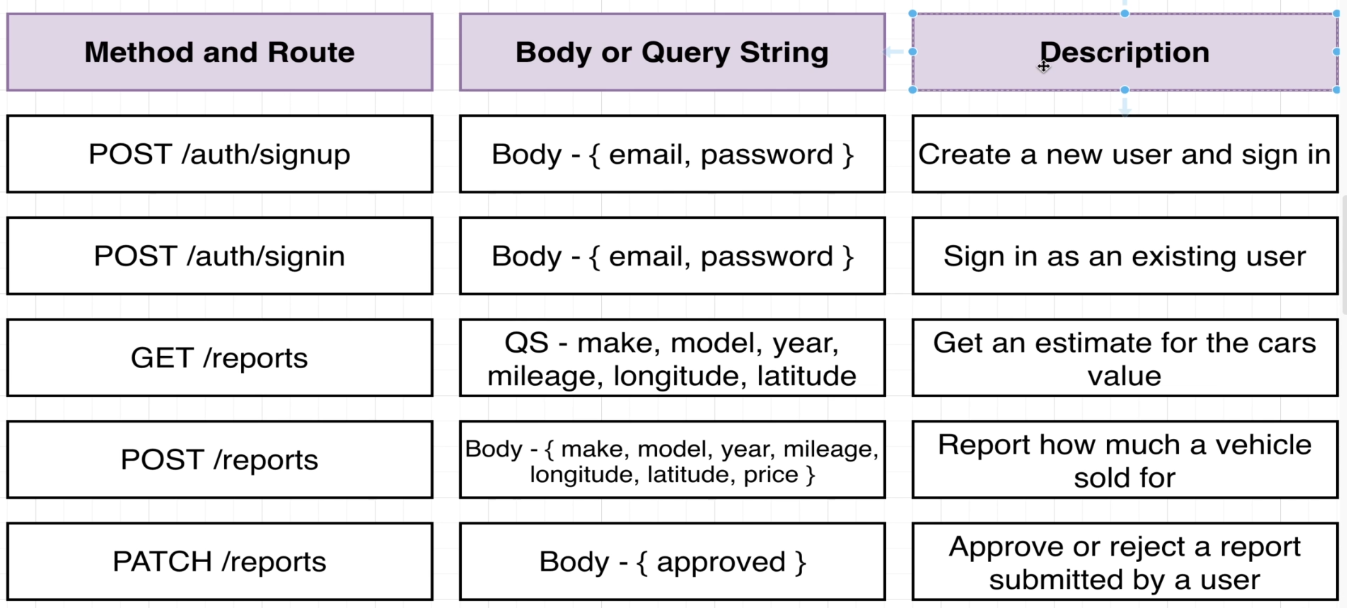 Method and Route
Body or Query String
Description
POST /auth/signup
Body - { email, password }
Create a new user and sign in
POST /auth/signin
Body - { email, password }
Sign in as an existing user
GET /reports
QS - make, model, year,
mileage, longitude, latitude
Get an estimate for the cars
value
POST /reports
Body - { make, model, year, mileage,
longitude, latitude, price }
Report how much a vehicle
sold for
PATCH /reports
Body - { approved }
Approve or reject a report
submitted by a user